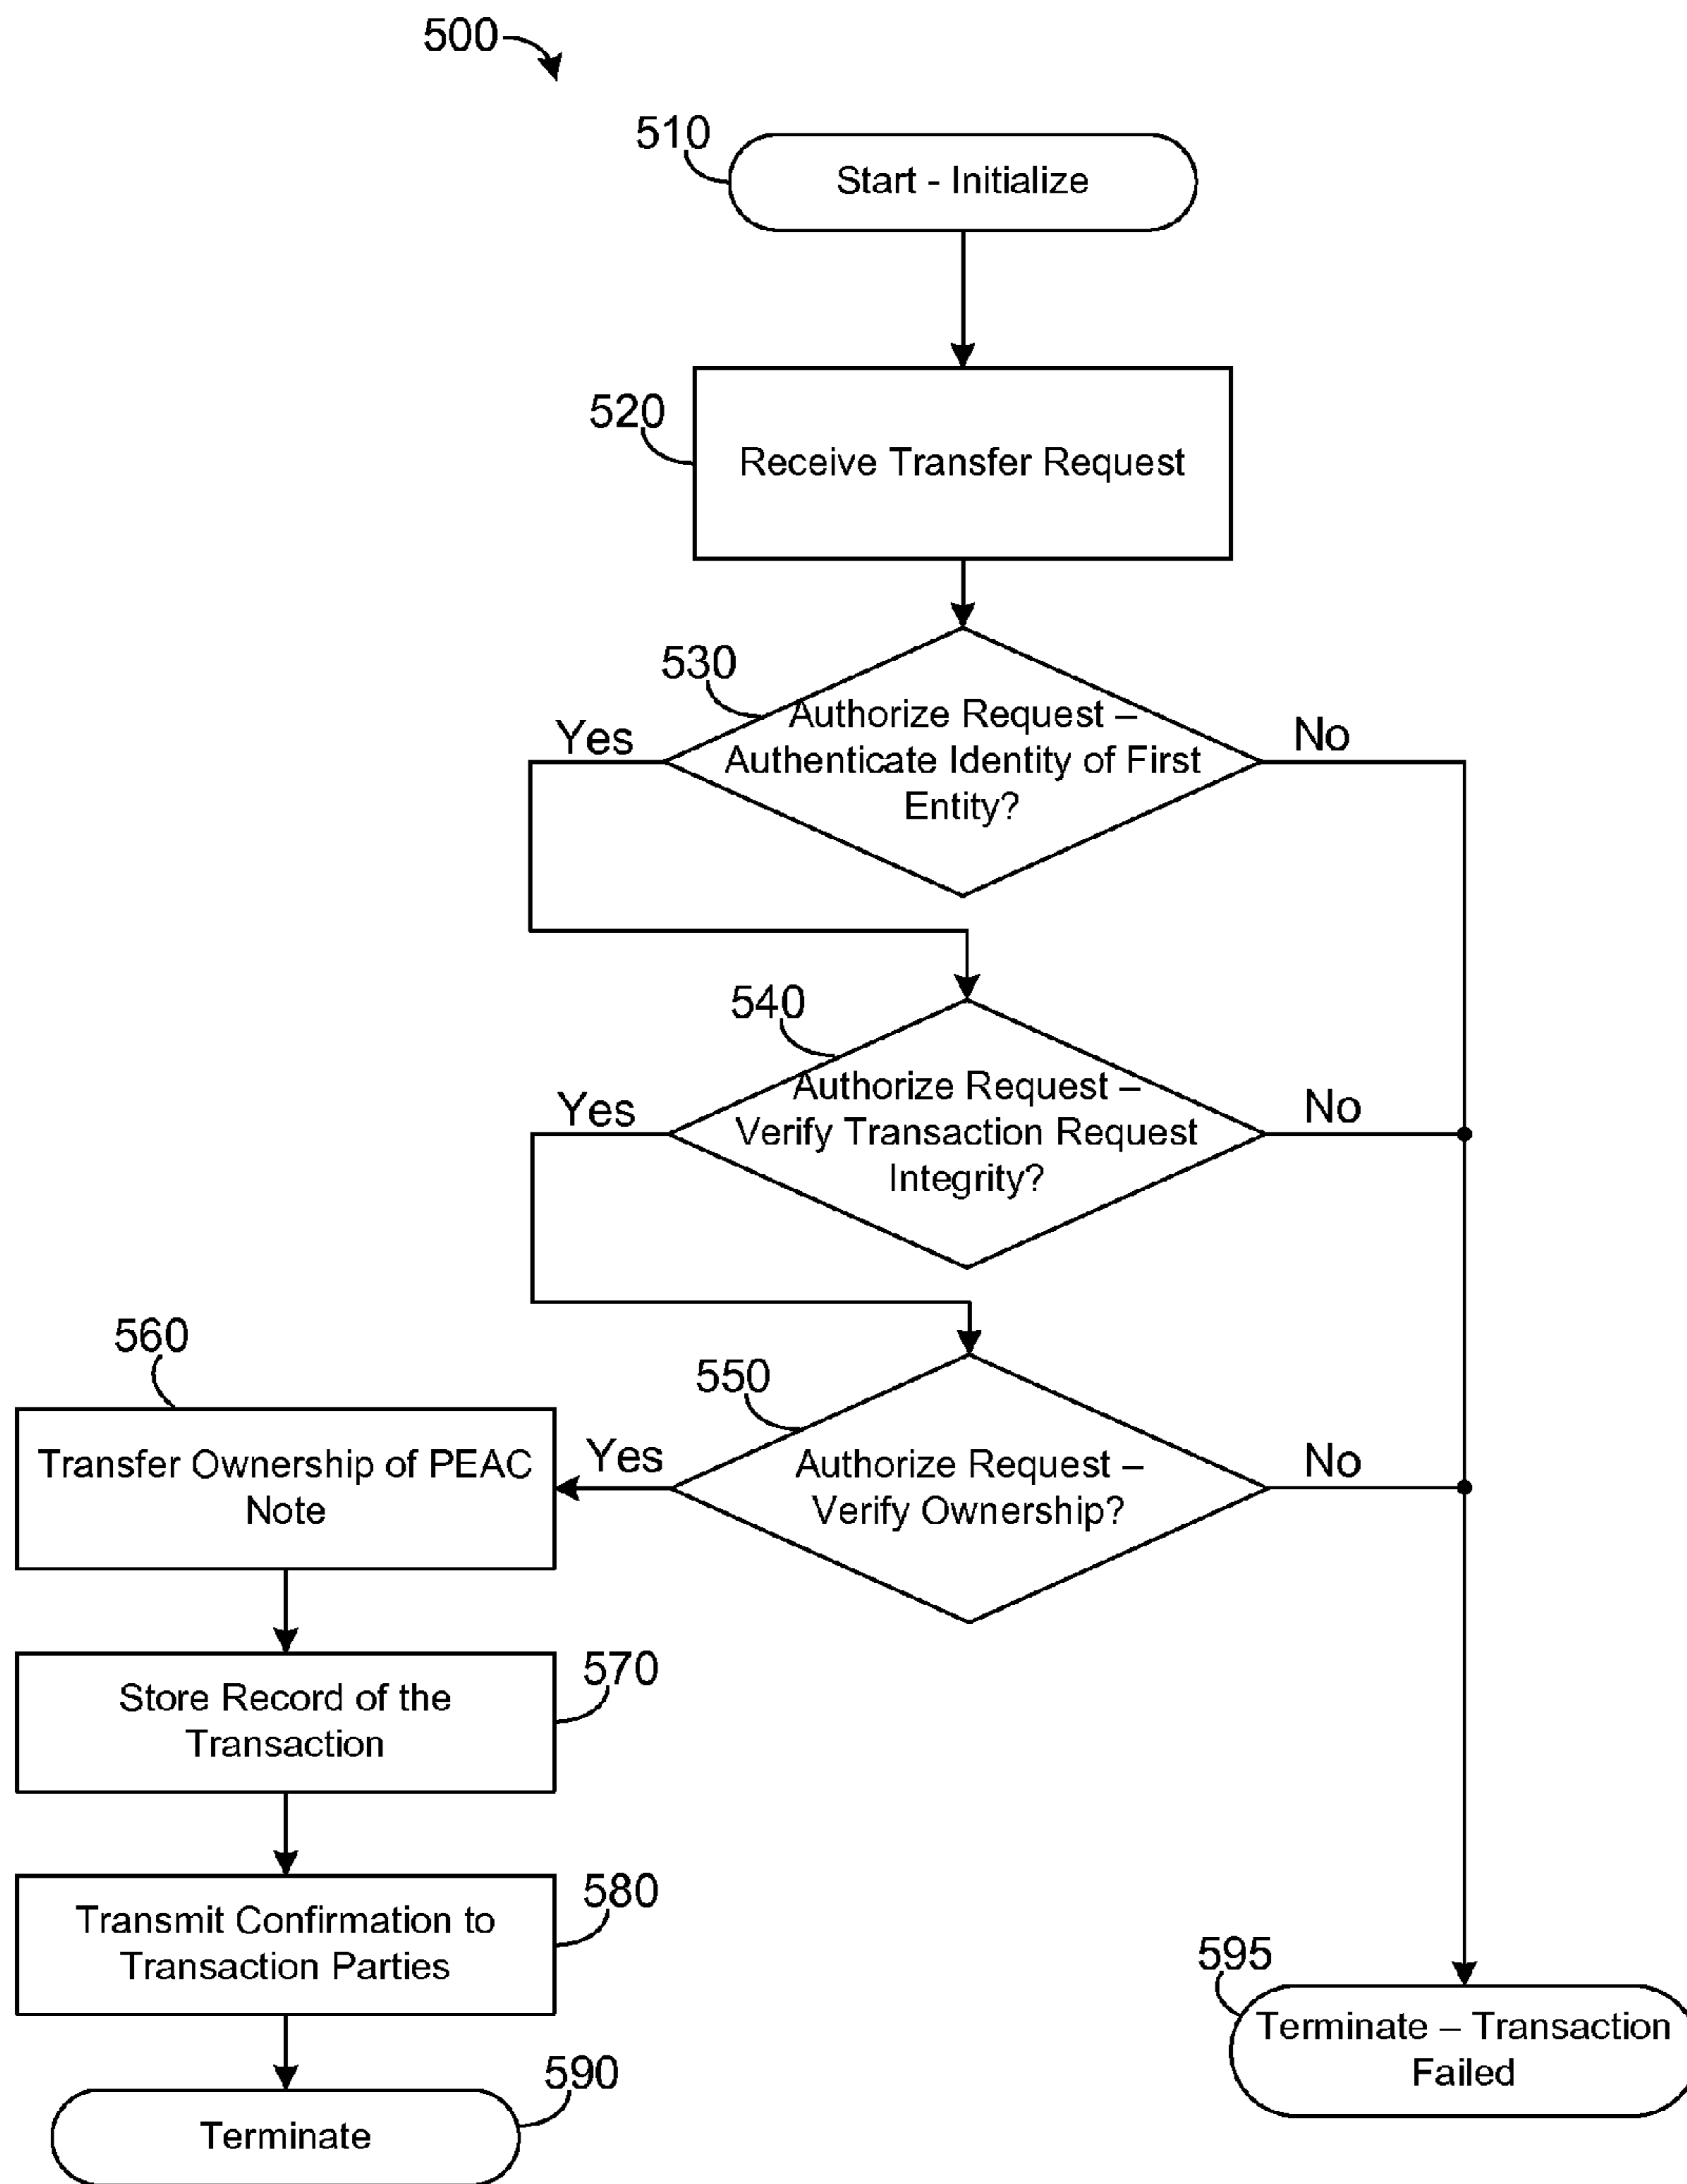 500
510
Start - Initialize
520
Receive Transfer Request
530
Authorize Request –
Authenticate Identity of First
Entity?
Yes
No
540
Authorize Request –
Verify Transaction Request
Integrity?
Yes
No
550
Authorize Request –
Verify Ownership?
Yes
No
560
Transfer Ownership of PEAC
Note
570
Store Record of the
Transaction
580
Transmit Confirmation to
Transaction Parties
590
Terminate
595
Terminate – Transaction
Failed